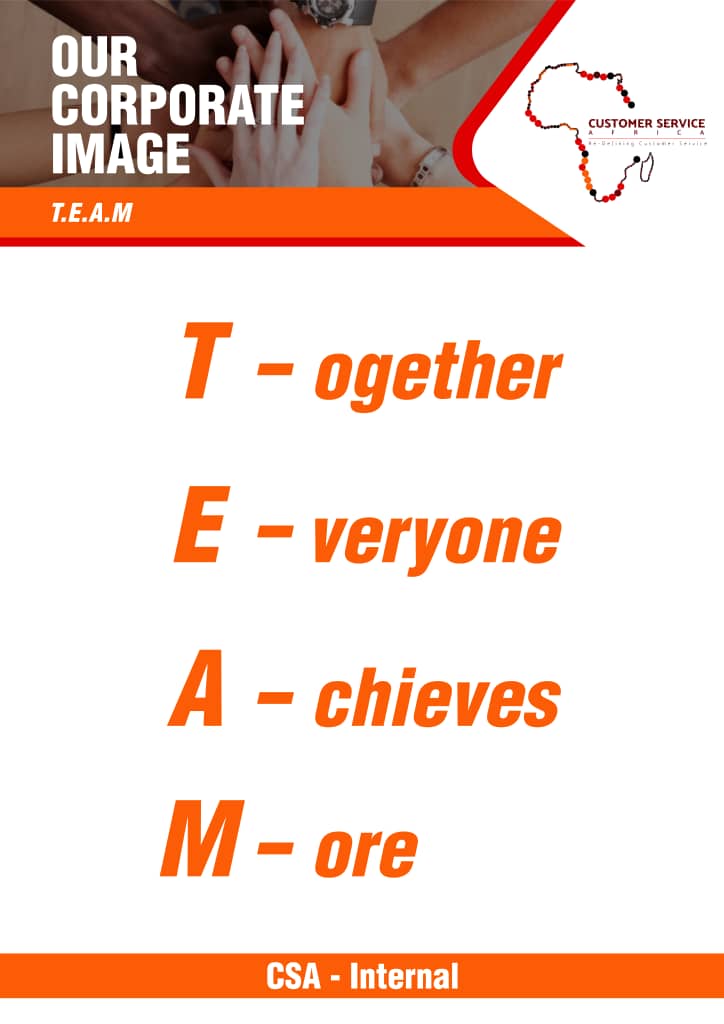 OUR
CORPORATE
IMAGE
T.E.A.M
CUSTOMER SERVICE
AFRICA
Re-Defining Customer Service
T – ogether
E – veryone
A – chieves
M – ore
CSA - Internal